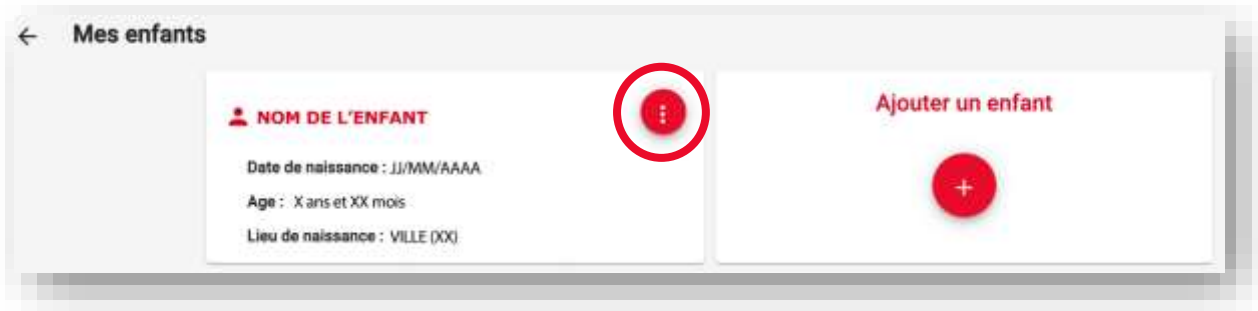 Mes enfants
NOM DE L'ENFANT
Date de naissance : JJ/MM/AAAA
Age : X ans et XX mois
Lieu de naissance : VILLE (XX)
Ajouter un enfant